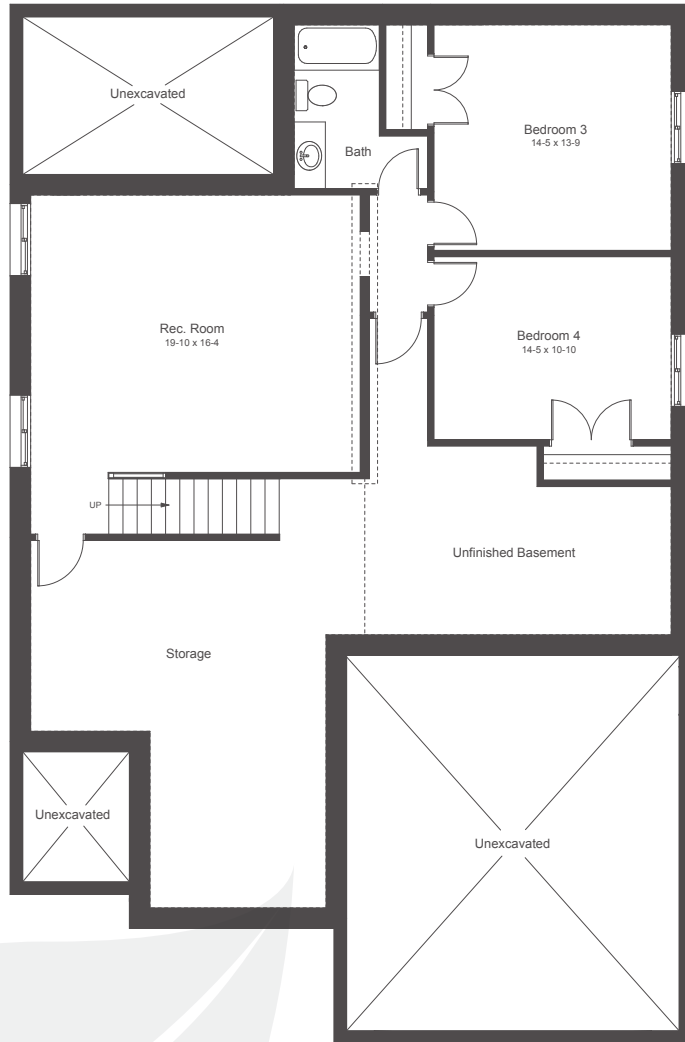 Unexcavated
Bath
Bedroom 3
14-5 x 13-9
Rec. Room
19-10 x 16-4
Bedroom 4
14-5 x 10-10
UP
Unfinished Basement
Storage
Unexcavated
Unexcavated